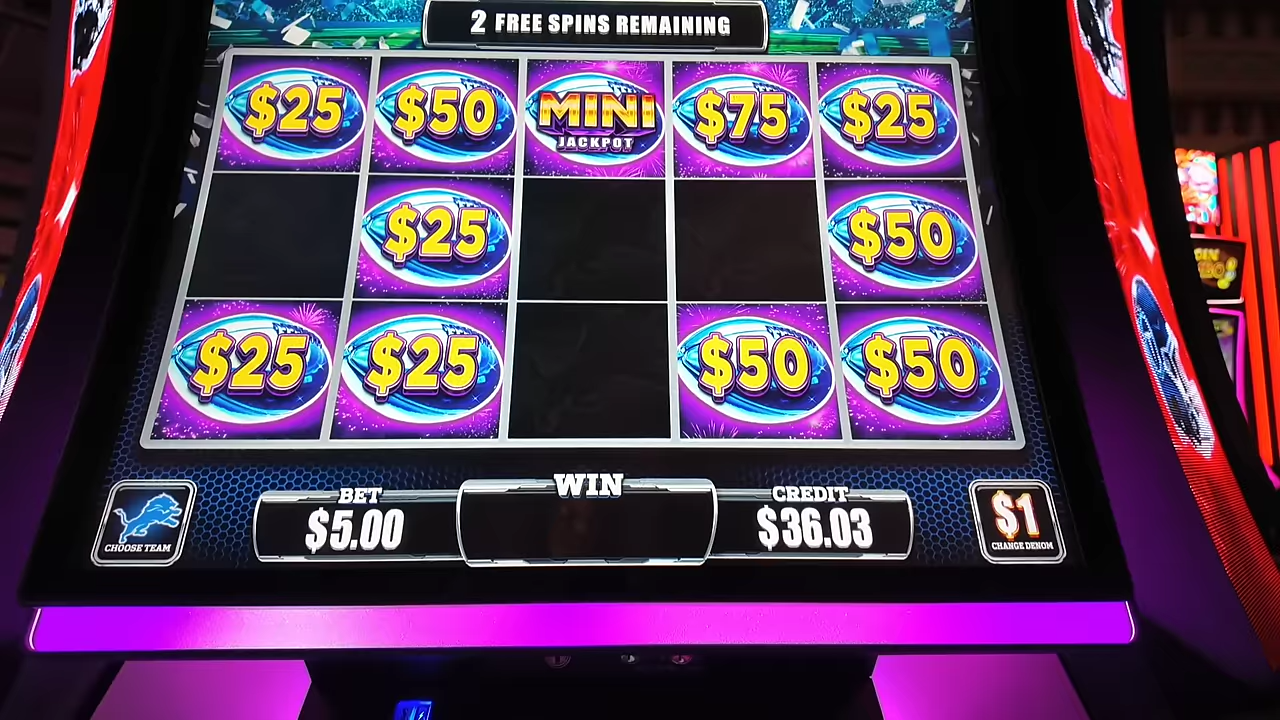 2 FREE SPINS REMAINING
$25 $50 MINI JACKPOT $75 $25
$25 $50
$25 $25 $50 $50
BET WIN CREDIT
$5.00 $36.03
CHOOSE TEAM
$1
CHANGE DENOM